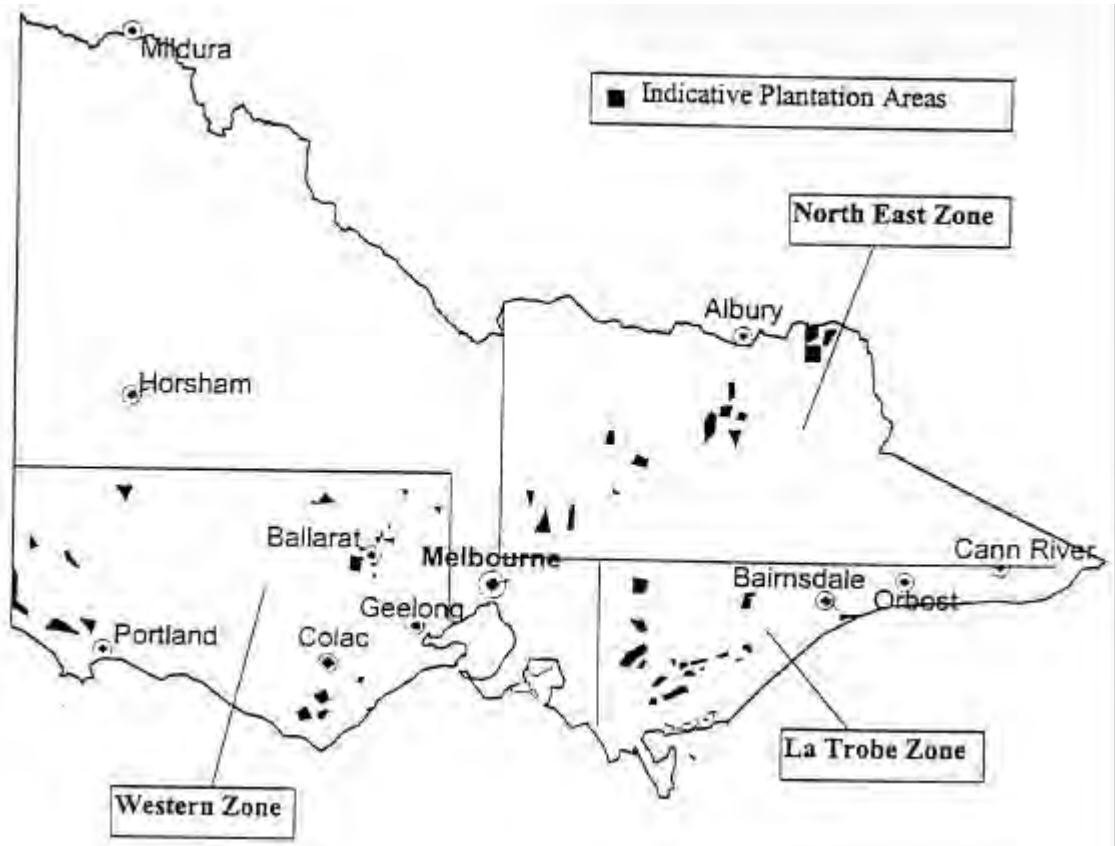 Mildura
Indicative Plantation Areas
North East Zone
Albury
Horsham
Ballarat
Melbourne
Cann River
Bairnsdale
Orbost
Geelong
Portland
Colac
La Trobe Zone
Western Zone